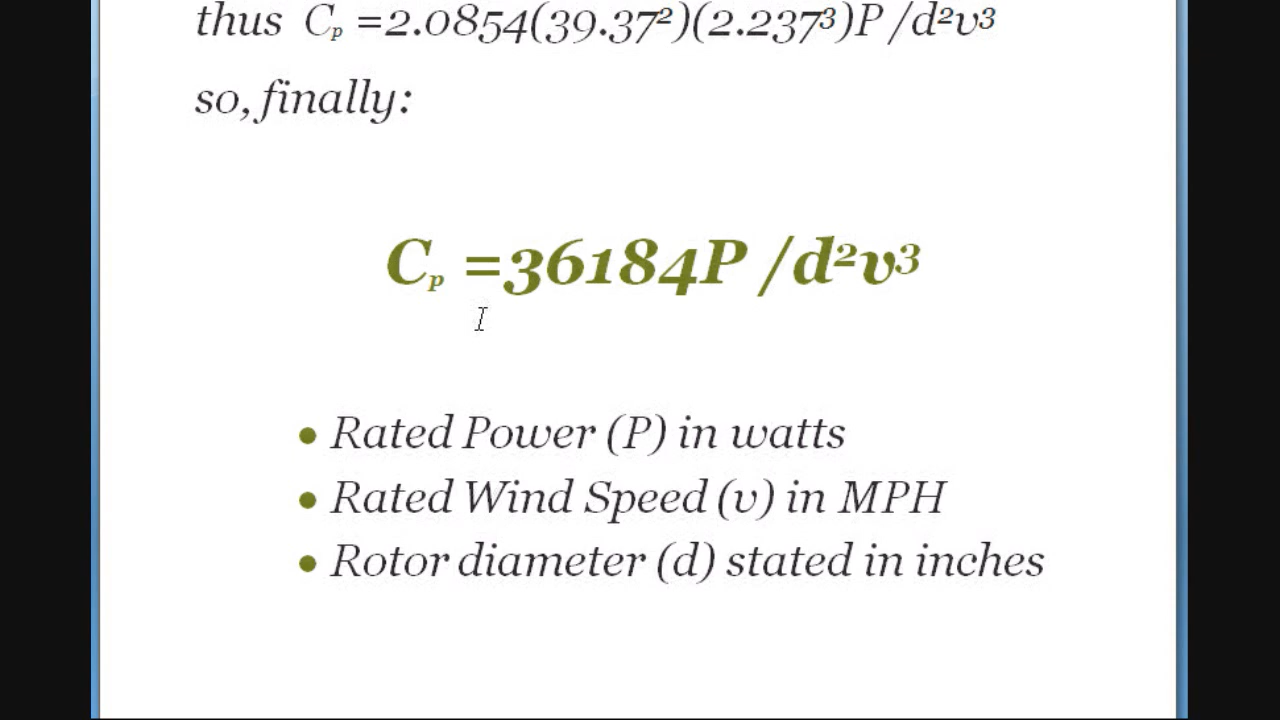 thus Cₚ =2.0854(39.37²)(2.237³)P /d²v³
so, finally:
Cₚ =36184P /d²v³
• Rated Power (P) in watts
• Rated Wind Speed (v) in MPH
• Rotor diameter (d) stated in inches